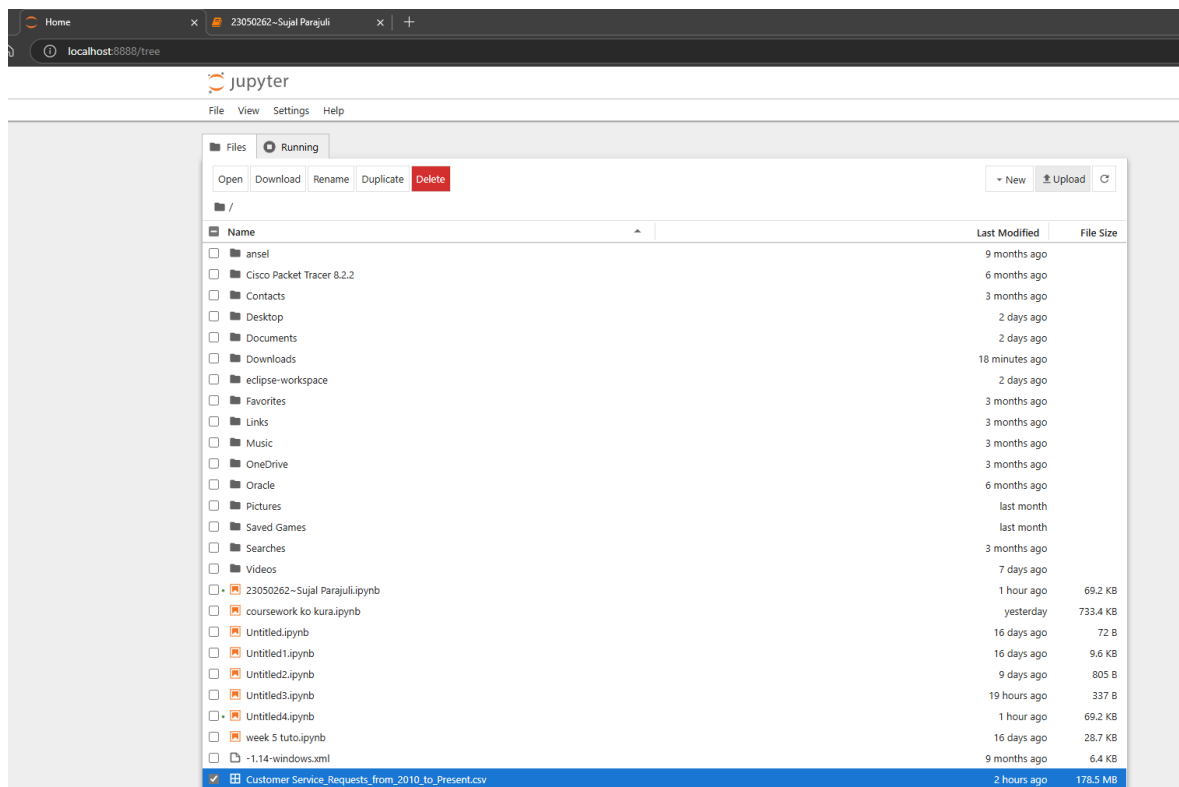 Home 23050262~Sujal Parajuli
localhost:8888/tree
jupyter
File View Settings Help
Files Running
Open Download Rename Duplicate Delete New Upload
/
Name Last Modified File Size
ansel 9 months ago
Cisco Packet Tracer 8.2.2 6 months ago
Contacts 3 months ago
Desktop 2 days ago
Documents 2 days ago
Downloads 18 minutes ago
eclipse-workspace 2 days ago
Favorites 3 months ago
Links 3 months ago
Music 3 months ago
OneDrive 3 months ago
Oracle 6 months ago
Pictures last month
Saved Games last month
Searches 3 months ago
Videos 7 days ago
23050262~Sujal Parajuli.ipynb 1 hour ago 69.2 KB
coursework ko kura.ipynb yesterday 733.4 KB
Untitled.ipynb 16 days ago 72 B
Untitled1.ipynb 16 days ago 9.6 KB
Untitled2.ipynb 9 days ago 805 B
Untitled3.ipynb 19 hours ago 337 B
Untitled4.ipynb 1 hour ago 69.2 KB
week 5 tuto.ipynb 16 days ago 28.7 KB
-1.14-windows.xml 9 months ago 6.4 KB
Customer Service_Requests_from_2010_to_Present.csv 2 hours ago 178.5 MB